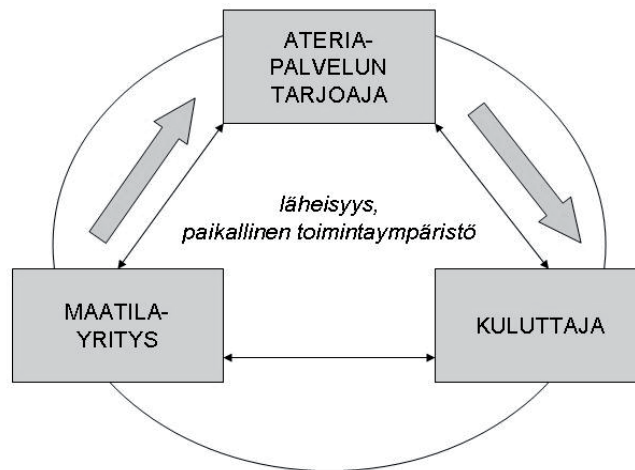 ATERIA-
PALVELUN
TARJOAJA
läheisyys,
paikallinen toimintaympäristö
MAATILA-
YRITYS
KULUTTAJA